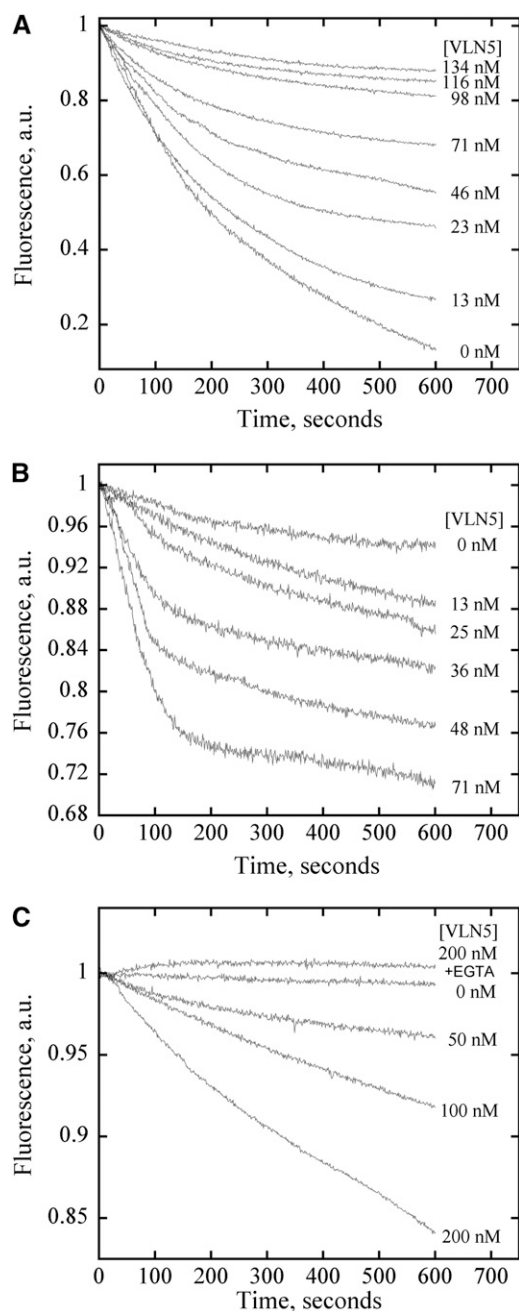 A
Fluorescence, a.u.
1
0.8
0.6
0.4
0.2
[VLN5]
134 nM
116 nM
98 nM
71 nM
46 nM
23 nM
13 nM
0 nM
0 100 200 300 400 500 600 700
Time, seconds
B
Fluorescence, a.u.
1
0.96
0.92
0.88
0.84
0.8
0.76
0.72
0.68
[VLN5]
0 nM
13 nM
25 nM
36 nM
48 nM
71 nM
0 100 200 300 400 500 600 700
Time, seconds
C
Fluorescence, a.u.
1
0.95
0.9
0.85
[VLN5]
200 nM
+EGTA
0 nM
50 nM
100 nM
200 nM
0 100 200 300 400 500 600 700
Time, seconds